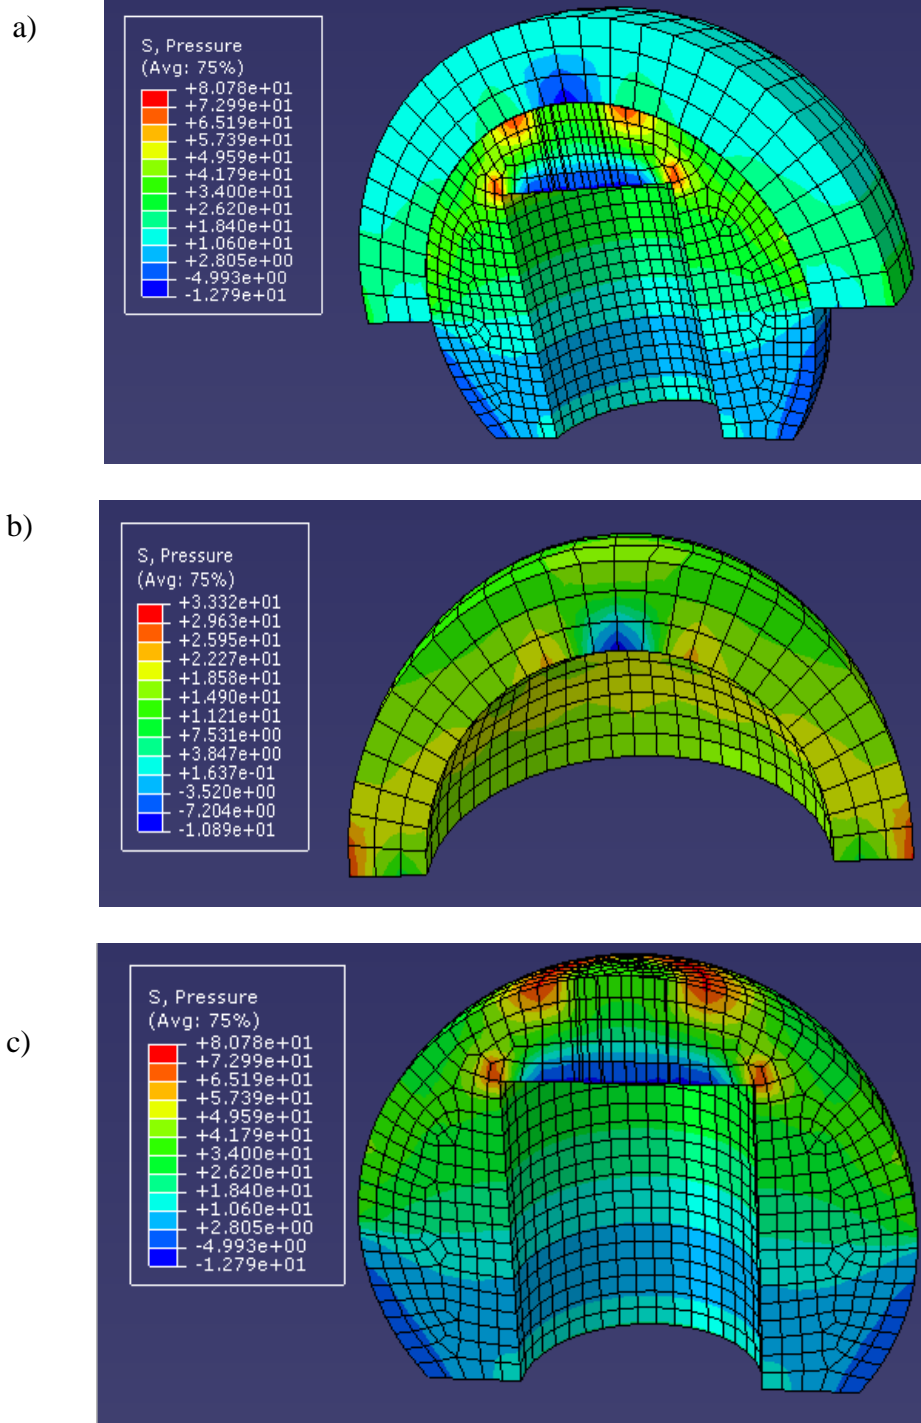 a)
S, Pressure
(Avg: 75%)
+8.078e+01
+7.299e+01
+6.519e+01
+5.739e+01
+4.959e+01
+4.179e+01
+3.400e+01
+2.620e+01
+1.840e+01
+1.060e+01
+2.805e+00
-4.993e+00
-1.279e+01
b)
S, Pressure
(Avg: 75%)
+3.332e+01
+2.963e+01
+2.595e+01
+2.227e+01
+1.858e+01
+1.490e+01
+1.121e+01
+7.531e+00
+3.847e+00
+1.637e-01
-3.520e+00
-7.204e+00
-1.089e+01
c)
S, Pressure
(Avg: 75%)
+8.078e+01
+7.299e+01
+6.519e+01
+5.739e+01
+4.959e+01
+4.179e+01
+3.400e+01
+2.620e+01
+1.840e+01
+1.060e+01
+2.805e+00
-4.993e+00
-1.279e+01